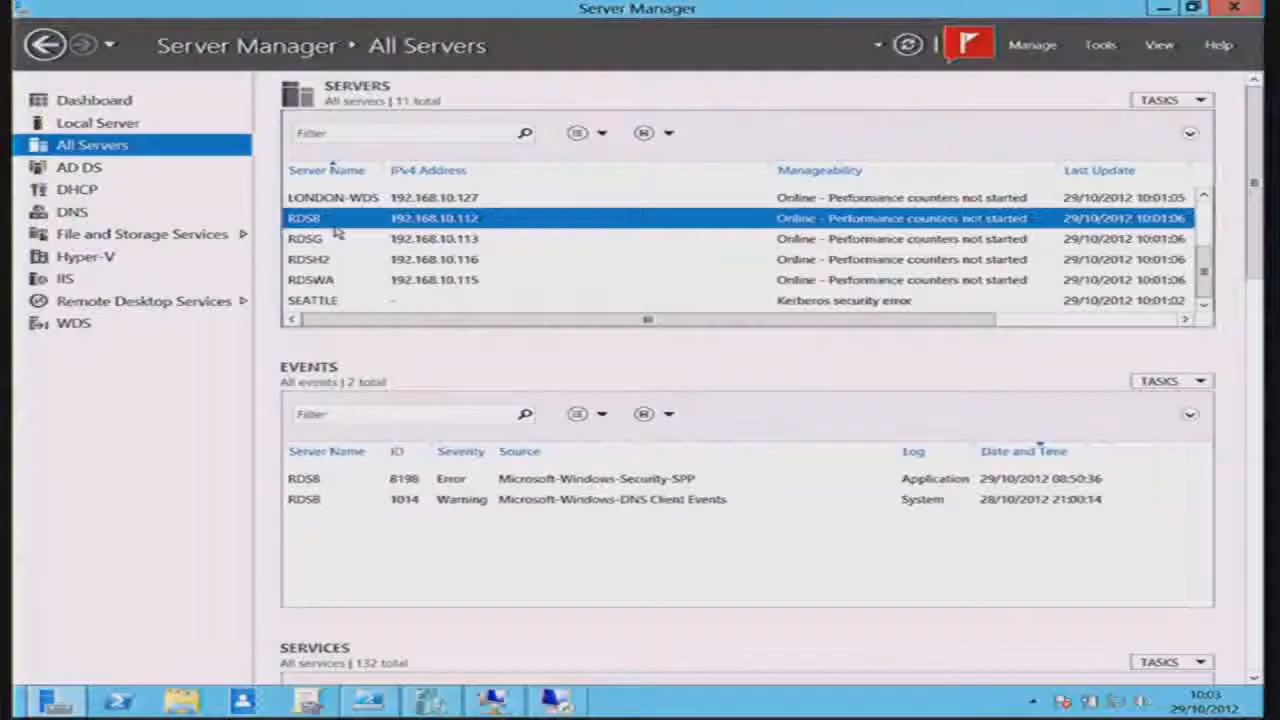 Server Manager
Server Manager • All Servers
Manage Tools View Help
Dashboard
Local Server
All Servers
AD DS
DHCP
DNS
File and Storage Services
Hyper-V
IIS
Remote Desktop Services
WDS
SERVERS
All servers | 11 total
TASKS
Filter
Server Name IPv4 Address Manageability Last Update
LONDON-WDS 192.168.10.127 Online - Performance counters not started 29/10/2012 10:01:05
RDSB 192.168.10.112 Online - Performance counters not started 29/10/2012 10:01:06
RDSG 192.168.10.113 Online - Performance counters not started 29/10/2012 10:01:06
RDSH2 192.168.10.116 Online - Performance counters not started 29/10/2012 10:01:06
RDSWA 192.168.10.115 Online - Performance counters not started 29/10/2012 10:01:06
SEATTLE - Kerberos security error 29/10/2012 10:01:02
EVENTS
All events | 2 total
TASKS
Filter
Server Name ID Severity Source Log Date and Time
RDSB 8198 Error Microsoft-Windows-Security-SPP Application 29/10/2012 08:50:36
RDSB 1014 Warning Microsoft-Windows-DNS Client Events System 28/10/2012 21:00:14
SERVICES
All services | 132 total
TASKS
10:03
29/10/2012